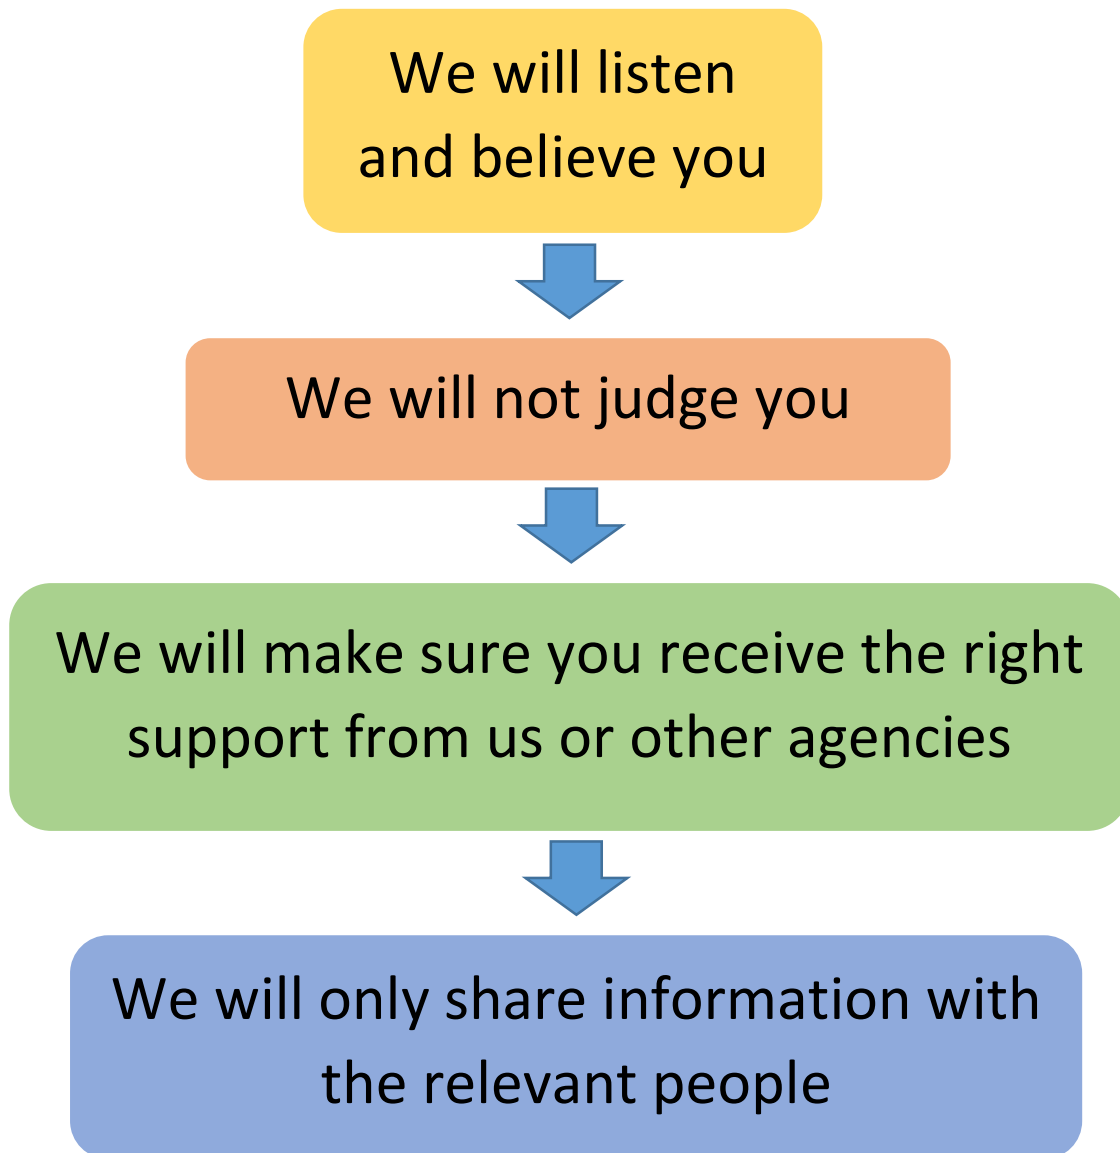 We will listen
and believe you
We will not judge you
We will make sure you receive the right
support from us or other agencies
We will only share information with
the relevant people